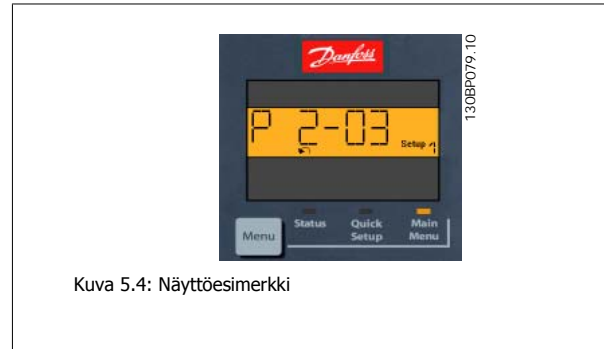 Danfoss
130BP079.10
P 2-03
Setup 1
Menu
Status
Quick Setup
Main Menu
Kuva 5.4: Näyttöesimerkki